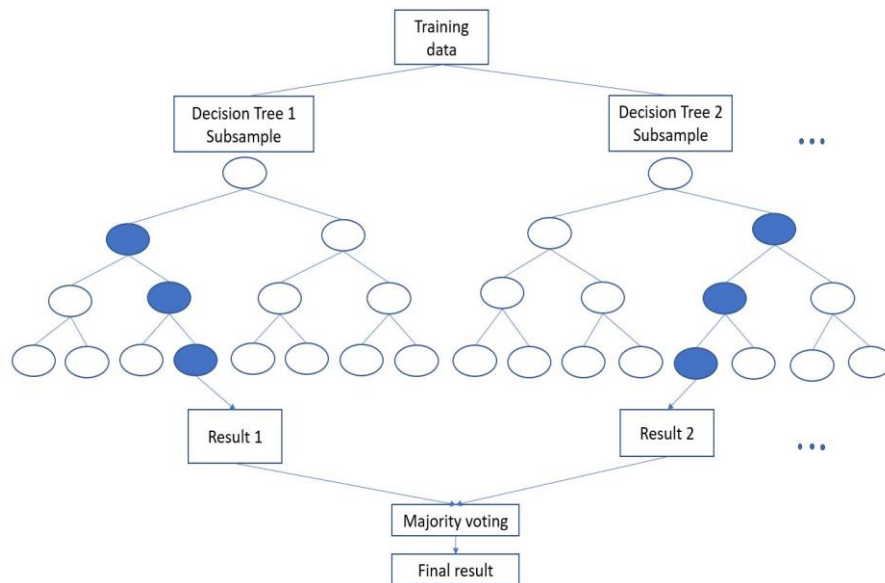 Training
data
Decision Tree 1
Subsample
Decision Tree 2
Subsample
...
Result 1
Result 2
...
Majority voting
Final result